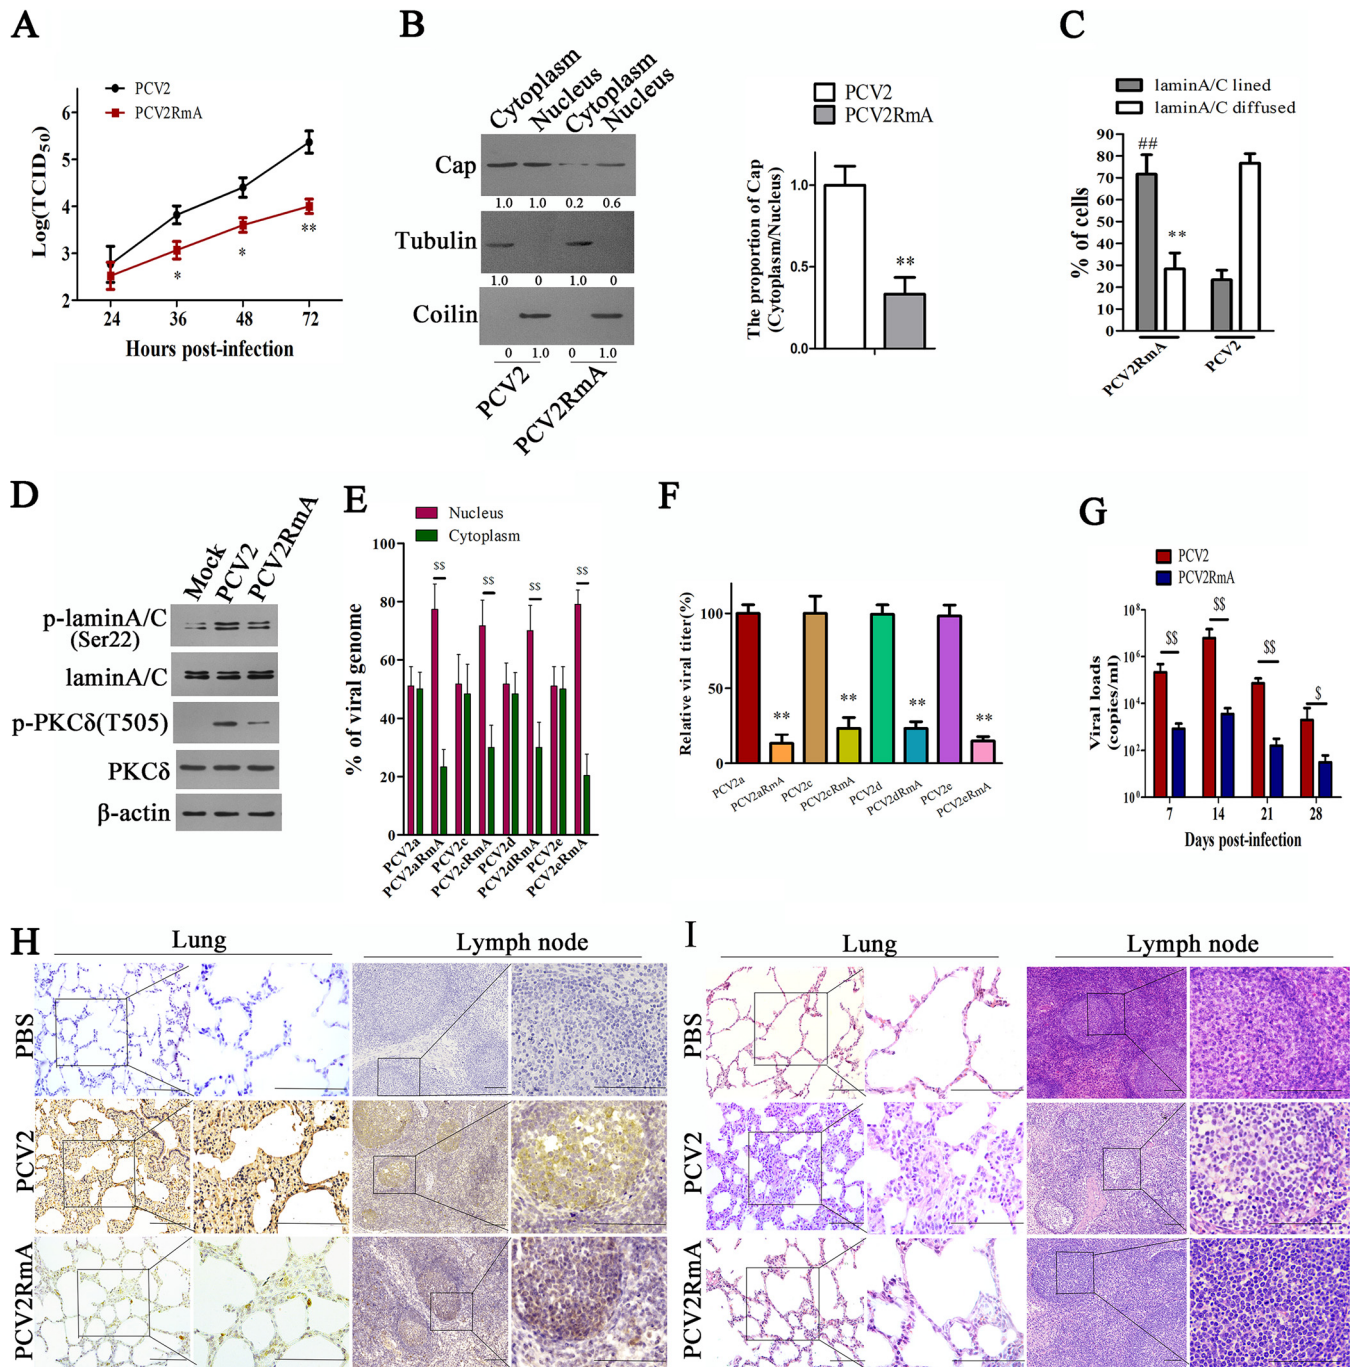 A
PCV2
PCV2RmA
Log(TCID50)
6
5
4
3
2
24 36 48 72
* * **
Hours post-infection
B
Cytoplasm Nucleus Cytoplasm Nucleus
Cap
1.0 1.0 0.2 0.6
Tubulin
1.0 0 1.0 0
Coilin
0 1.0 0 1.0
PCV2 PCV2RmA
PCV2
PCV2RmA
The proportion of Cap
(Cytoplasm/Nucleus)
1.0
0.5
0.0
**
C
laminA/C lined
laminA/C diffused
% of cells
90
80
70
60
50
40
30
20
10
0
##
**
PCV2RmA PCV2
D
Mock PCV2 PCV2RmA
p-laminA/C
(Ser22)
laminA/C
p-PKCδ(T505)
PKCδ
β-actin
E
Nucleus
Cytoplasm
% of viral genome
100
80
60
40
20
0
$$ $$ $$ $$
PCV2a PCV2aRmA PCV2c PCV2cRmA PCV2d PCV2dRmA PCV2e PCV2eRmA
F
Relative viral titer(%)
100
50
0
** ** ** **
PCV2a PCV2aRmA PCV2c PCV2cRmA PCV2d PCV2dRmA PCV2e PCV2eRmA
G
PCV2
PCV2RmA
Viral loads
(copies/ml)
10^8
10^6
10^4
10^2
10^0
$$ $$ $$ $
7 14 21 28
Days post-infection
H
Lung Lymph node
PBS
PCV2
PCV2RmA
I
Lung Lymph node
PBS
PCV2
PCV2RmA